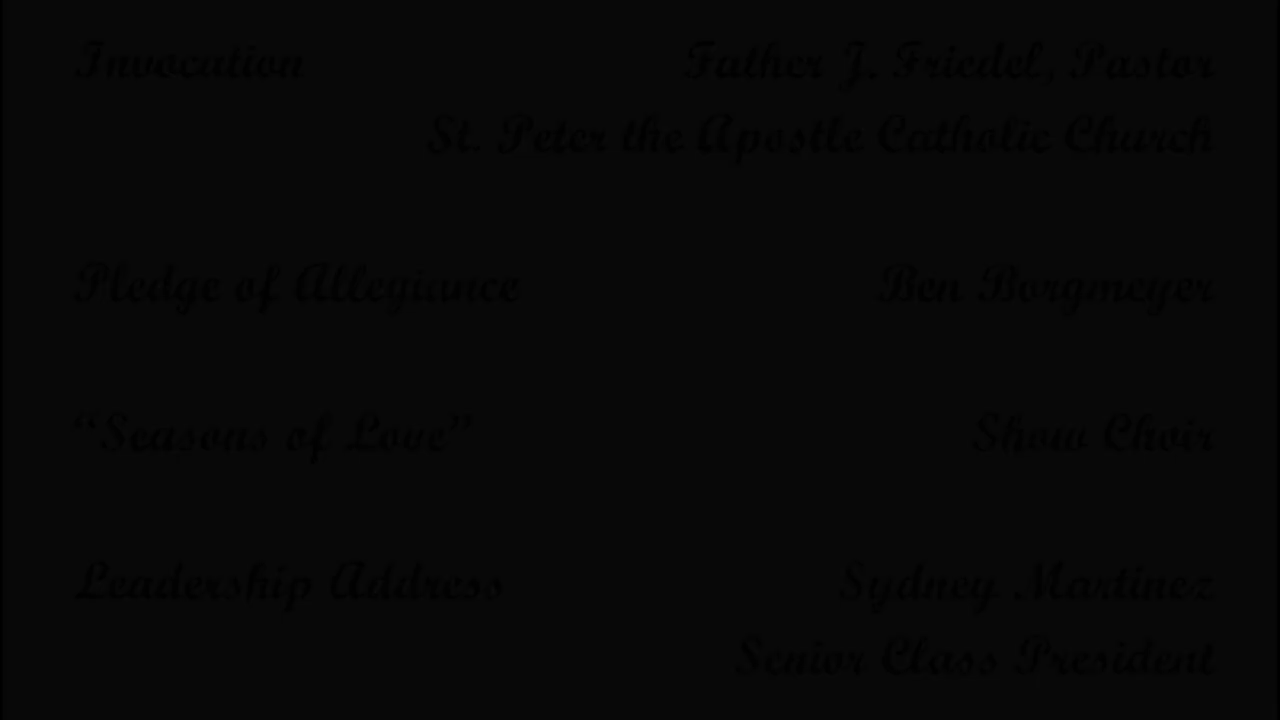 Invocation Father J. Friedel, Pastor
St. Peter the Apostle Catholic Church
Pledge of Allegiance Ben Borgmeyer
“Seasons of Love” Show Choir
Leadership Address Sydney Martinez
Senior Class President